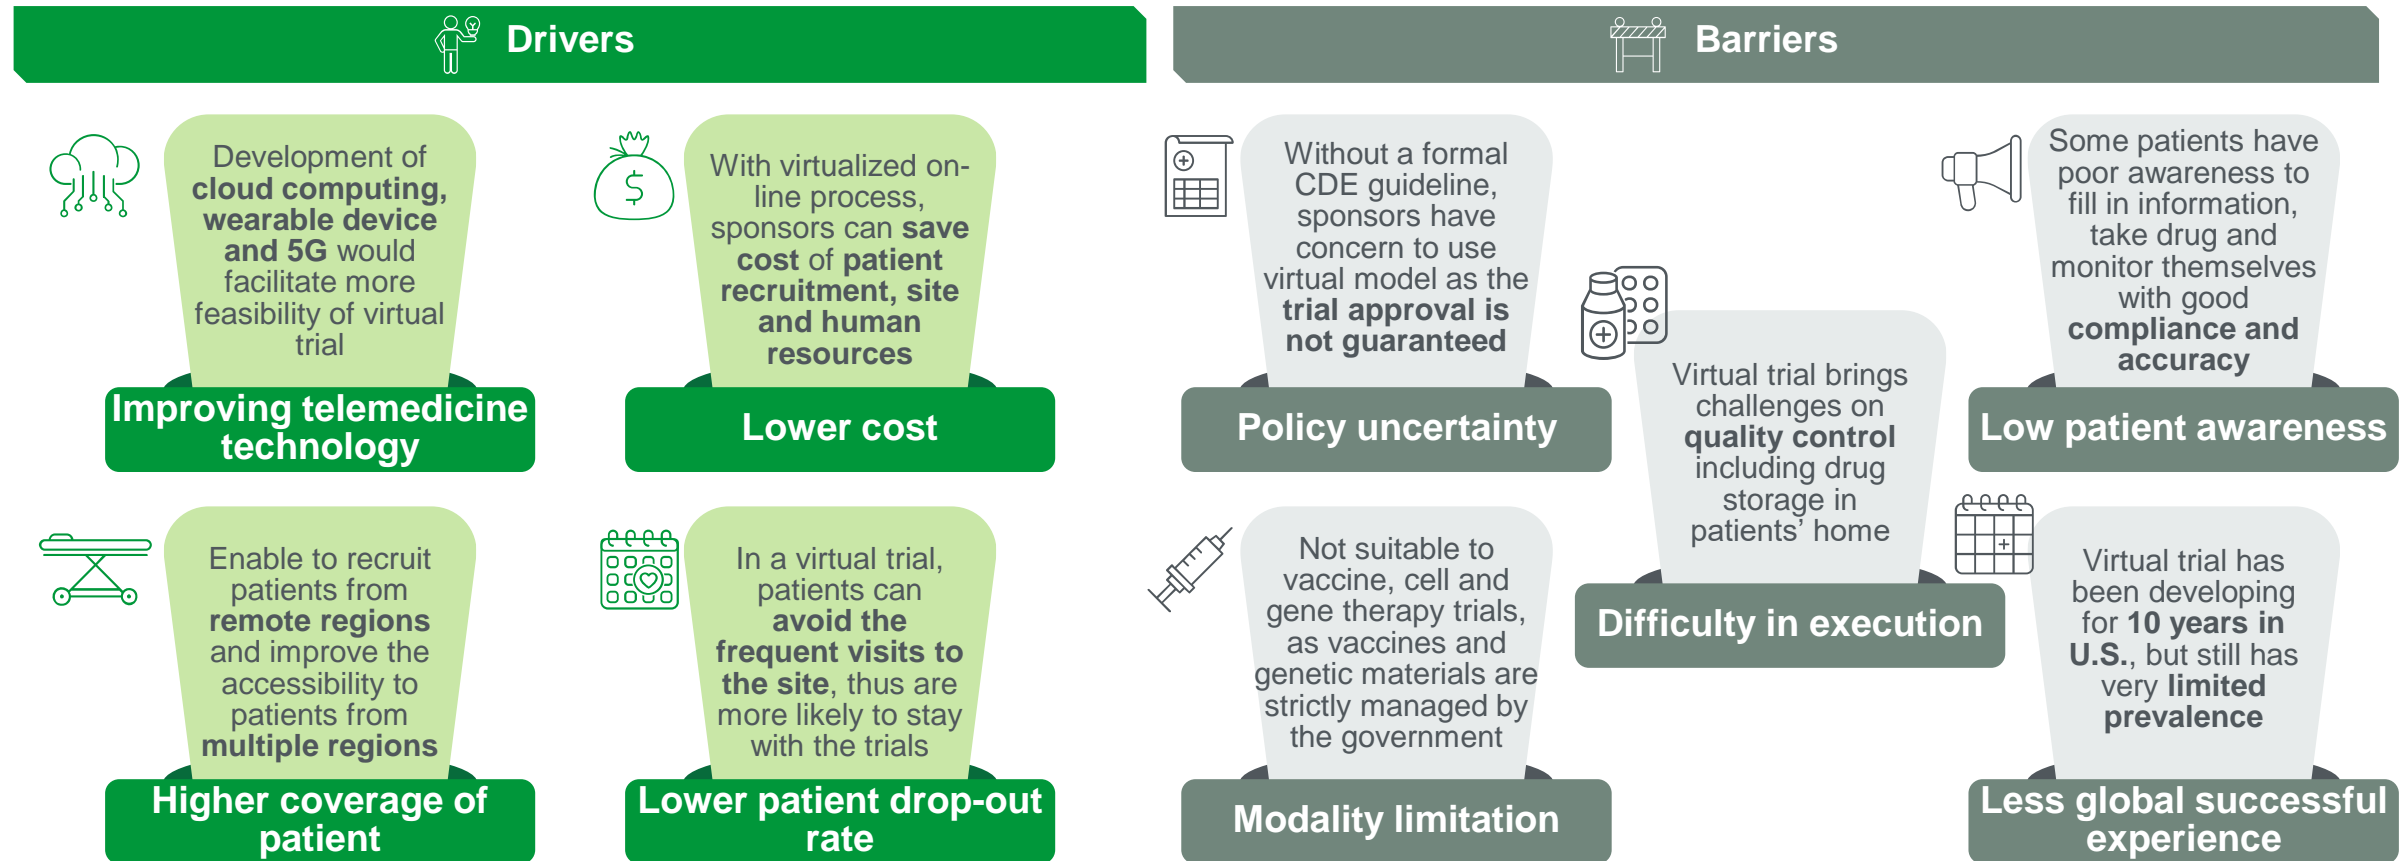 Drivers
Development of
cloud computing,
wearable device
and 5G would
facilitate more
feasibility of virtual
trial
Improving telemedicine
technology
With virtualized on-
line process,
sponsors can save
cost of patient
recruitment, site
and human
resources
Lower cost
Enable to recruit
patients from
remote regions
and improve the
accessibility to
patients from
multiple regions
Higher coverage of
patient
In a virtual trial,
patients can
avoid the
frequent visits to
the site, thus are
more likely to stay
with the trials
Lower patient drop-out
rate
Barriers
Without a formal
CDE guideline,
sponsors have
concern to use
virtual model as the
trial approval is
not guaranteed
Policy uncertainty
Some patients have
poor awareness to
fill in information,
take drug and
monitor themselves
with good
compliance and
accuracy
Low patient awareness
Virtual trial brings
challenges on
quality control
including drug
storage in
patients’ home
Difficulty in execution
Not suitable to
vaccine, cell and
gene therapy trials,
as vaccines and
genetic materials are
strictly managed by
the government
Modality limitation
Virtual trial has
been developing
for 10 years in
U.S., but still has
very limited
prevalence
Less global successful
experience